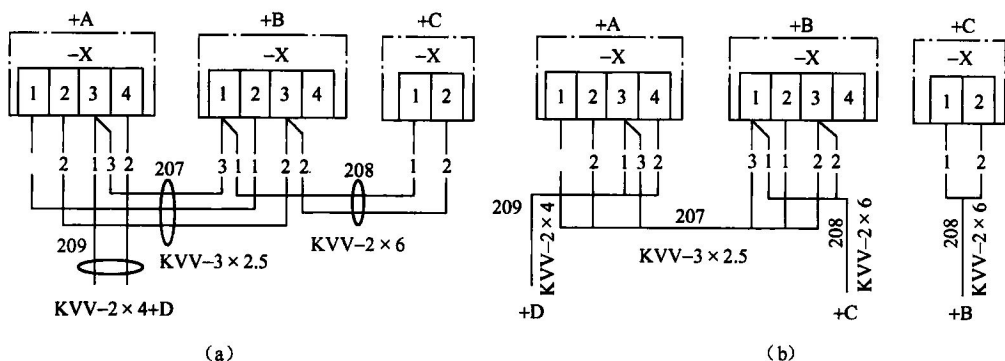 +A +B +C
−X −X −X
1 2 3 4 1 2 3 4 1 2
2 1 3 2 207 3 1 1 2 2 208 1 2
209
KVV−3×2.5
KVV−2×6
KVV−2×4+D
(a)
+A +B +C
−X −X −X
1 2 3 4 1 2 3 4 1 2
1 2 1 3 2 3 1 1 2 2 1 2
209
KVV−2×4
207
KVV−3×2.5
208
KVV−2×6
208
KVV−2×6
+D
+C
+B
(b)